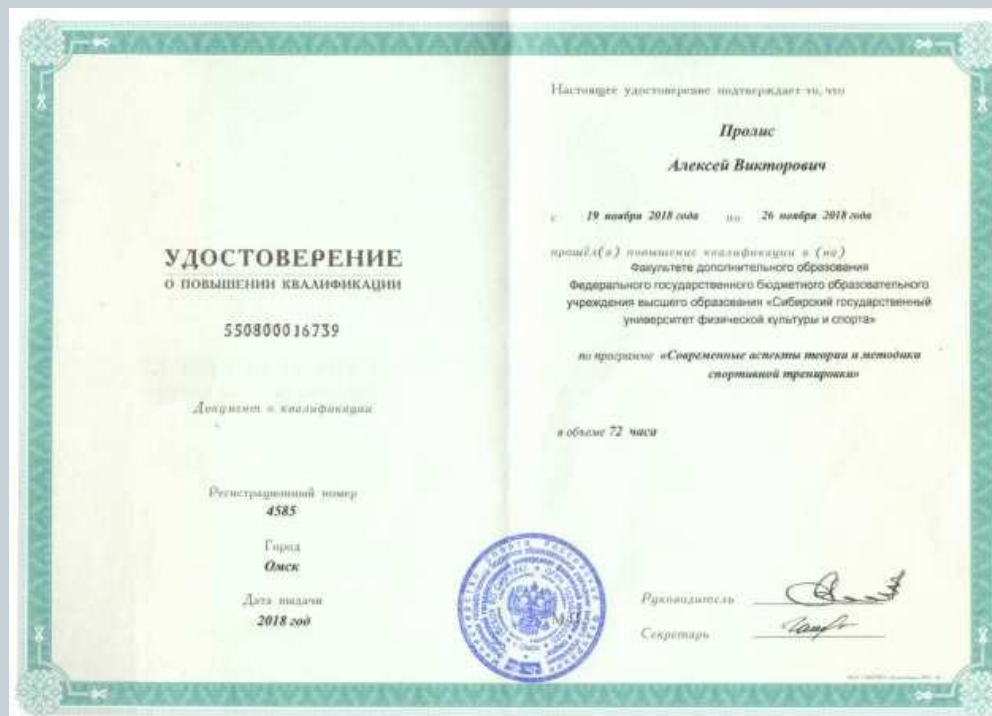 УДОСТОВЕРЕНИЕ
О ПОВЫШЕНИИ КВАЛИФИКАЦИИ
550800016739
Документ о квалификации
Регистрационный номер
4585
Город
Омск
Дата выдачи
2018 год
Настоящее удостоверение подтверждает то, что
Пролис
Алексей Викторович
с 19 ноября 2018 года по 26 ноября 2018 года
прошёл(а) повышение квалификации в (на)
Факультете дополнительного образования
Федерального государственного бюджетного образовательного
учреждения высшего образования «Сибирский государственный
университет физической культуры и спорта»
по программе «Современные аспекты теории и методики
спортивной тренировки»
в объеме 72 часа
М.П.
Руководитель
Секретарь